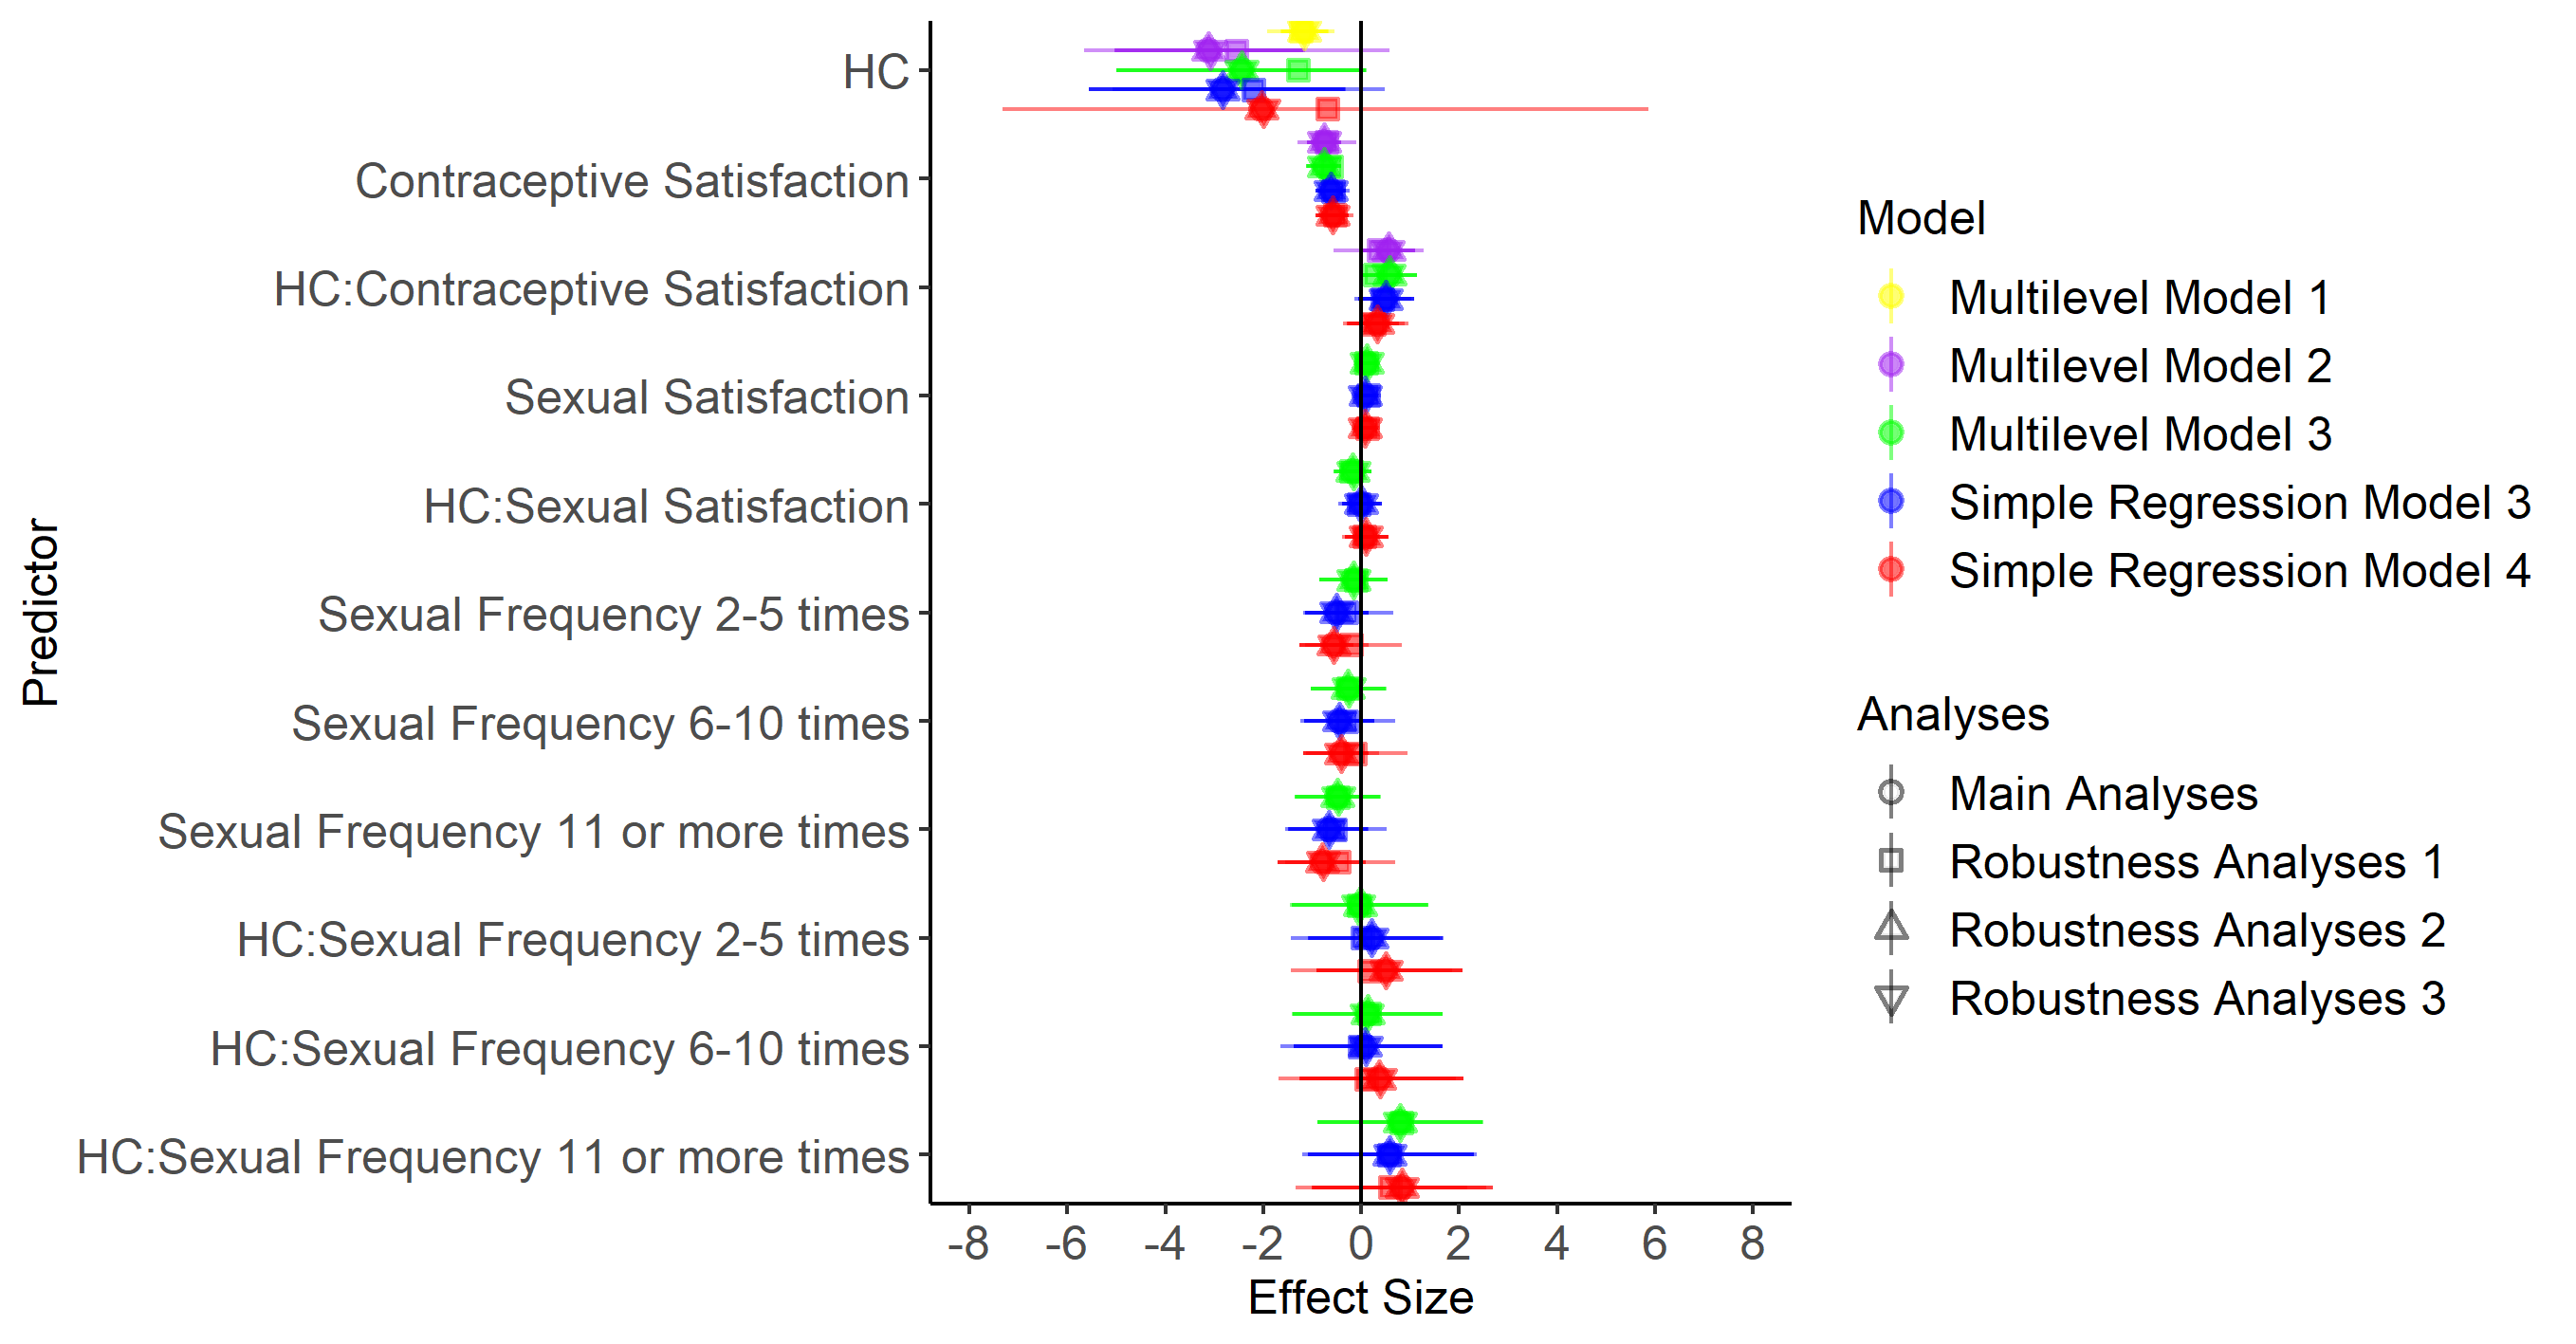 HC
Contraceptive Satisfaction
HC:Contraceptive Satisfaction
Sexual Satisfaction
HC:Sexual Satisfaction
Sexual Frequency 2-5 times
Sexual Frequency 6-10 times
Sexual Frequency 11 or more times
HC:Sexual Frequency 2-5 times
HC:Sexual Frequency 6-10 times
HC:Sexual Frequency 11 or more times
Predictor
-8 -6 -4 -2 0 2 4 6 8
Effect Size
Model
Multilevel Model 1
Multilevel Model 2
Multilevel Model 3
Simple Regression Model 3
Simple Regression Model 4
Analyses
Main Analyses
Robustness Analyses 1
Robustness Analyses 2
Robustness Analyses 3